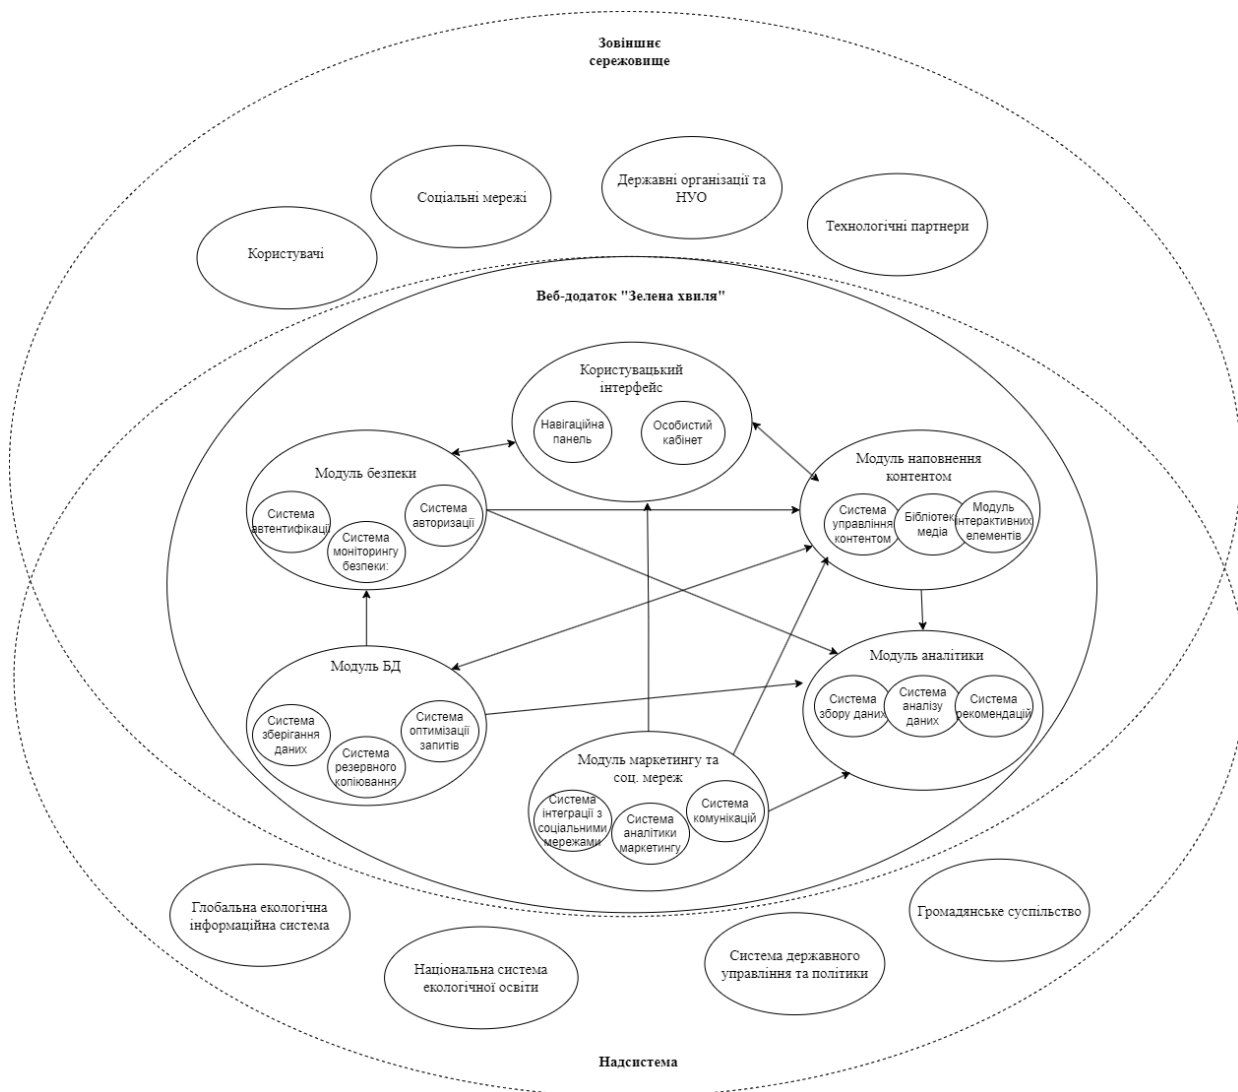 Зовіншнє
сережовище
Соціальні мережі
Державні організації та
НУО
Користувачі
Технологічні партнери
Веб-додаток "Зелена хвиля"
Користувацький
інтерфейс
Навігаційна
панель
Особистий
кабінет
Модуль безпеки
Система
автентифікації
Система
моніторингу
безпеки:
Система
авторизації
Модуль наповнення
контентом
Система
управління
контентом
Бібліотек
медіа
Модуль
інтерактивних
елементів
Модуль БД
Система
зберігання
даних
Система
резервного
копіювання
Система
оптимізації
запитів
Модуль аналітики
Система
збору даних
Система
аналізу
даних
Система
рекомендацій
Модуль маркетингу та
соц. мереж
Система
інтеграції з
соціальними
мережами
Система
аналітики
маркетингу
Система
комунікацій
Глобальна екологічна
інформаційна система
Національна система
екологічної освіти
Система державного
управління та політики
Громадянське суспільство
Надсистема